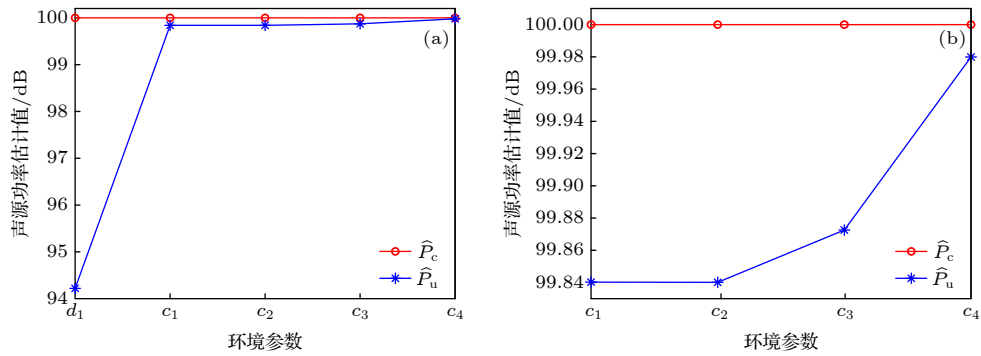 声源功率估计值/dB
100
99
98
97
96
95
94
(a)
P̂c
P̂u
d1 c1 c2 c3 c4
环境参数
声源功率估计值/dB
100.00
99.98
99.96
99.94
99.92
99.90
99.88
99.86
99.84
(b)
P̂c
P̂u
c1 c2 c3 c4
环境参数